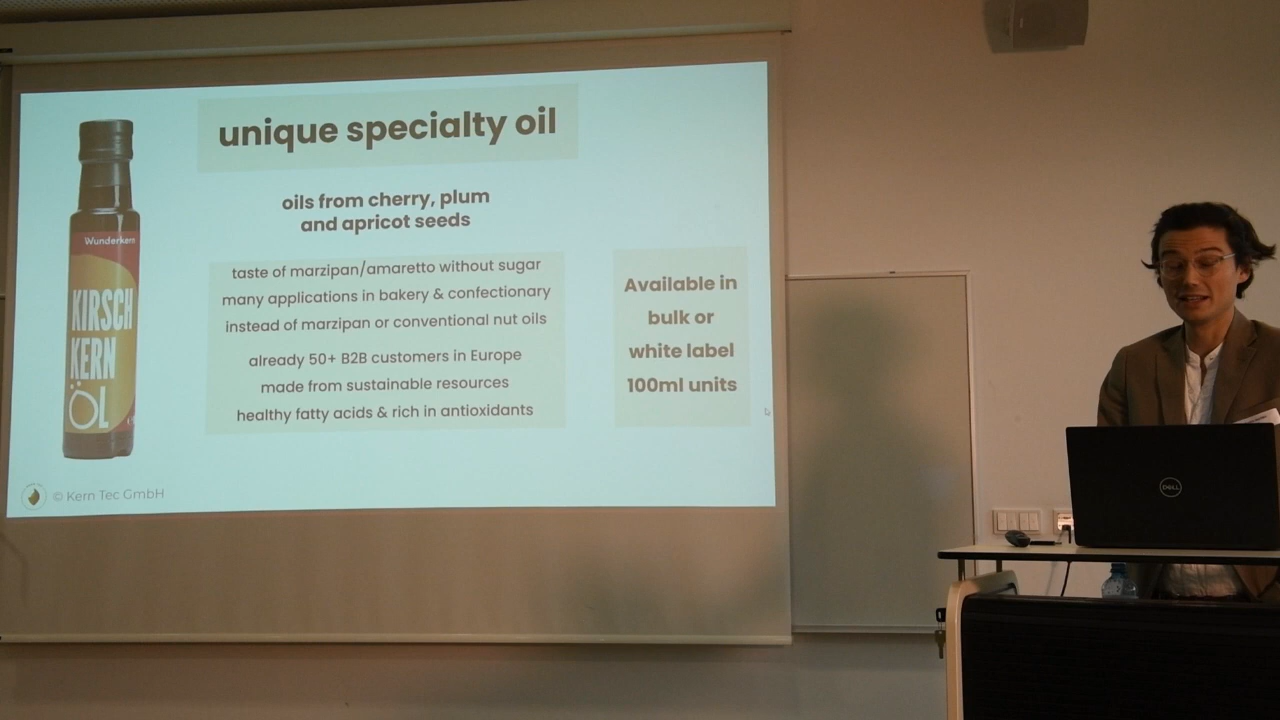 unique specialty oil
oils from cherry, plum
and apricot seeds
taste of marzipan/amaretto without sugar
many applications in bakery & confectionary
instead of marzipan or conventional nut oils
already 50+ B2B customers in Europe
made from sustainable resources
healthy fatty acids & rich in antioxidants
Available in
bulk or
white label
100ml units
Wunderkern
KIRSCH
KERN
ÖL
© Kern Tec GmbH
DELL